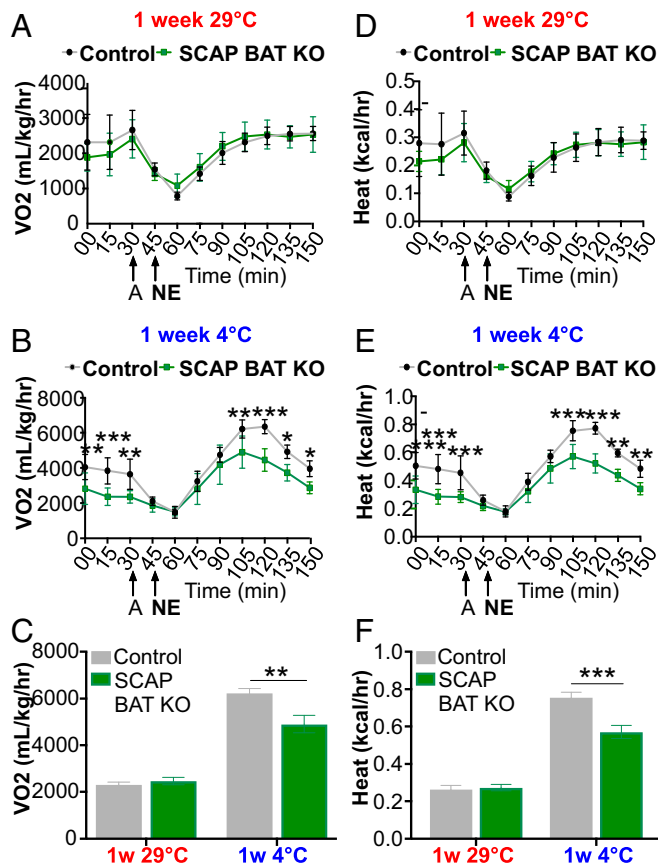 A
1 week 29°C
Control SCAP BAT KO
VO2 (mL/kg/hr)
4000
3000
2000
1000
0
00 15 30 45 60 75 90 105 120 135 150
Time (min)
A NE
D
1 week 29°C
Control SCAP BAT KO
Heat (kcal/hr)
0.5
0.4
0.3
0.2
0.1
0.0
00 15 30 45 60 75 90 105 120 135 150
Time (min)
A NE
B
1 week 4°C
Control SCAP BAT KO
VO2 (mL/kg/hr)
8000
6000
4000
2000
0
** *** ** ** *** * *
00 15 30 45 60 75 90 105 120 135 150
Time (min)
A NE
E
1 week 4°C
Control SCAP BAT KO
Heat (kcal/hr)
1.0
0.8
0.6
0.4
0.2
0.0
*** *** *** *** *** ** **
00 15 30 45 60 75 90 105 120 135 150
Time (min)
A NE
C
VO2 (mL/kg/hr)
8000
6000
4000
2000
0
Control
SCAP
BAT KO
**
1w 29°C 1w 4°C
F
Heat (kcal/hr)
1.0
0.8
0.6
0.4
0.2
0.0
Control
SCAP
BAT KO
***
1w 29°C 1w 4°C